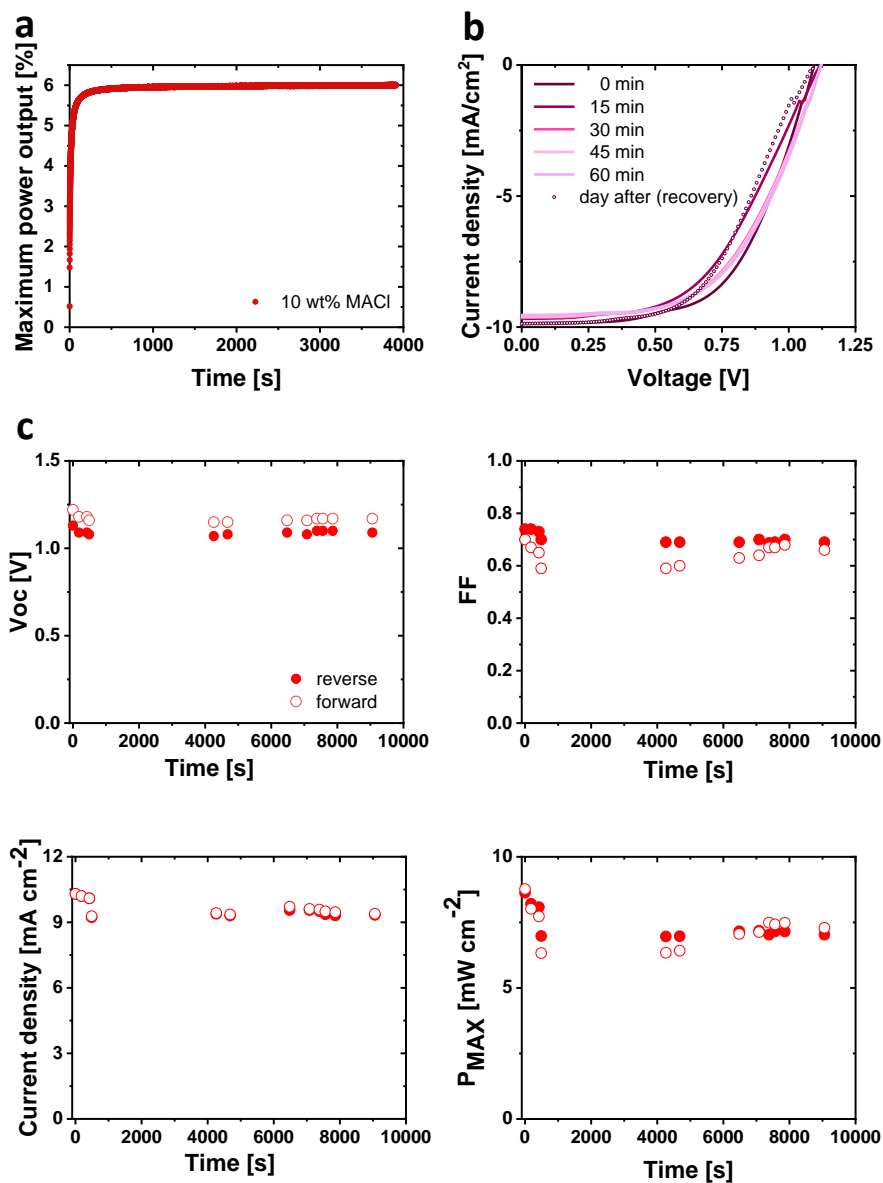 a
Maximum power output [%]
6
5
4
3
2
1
0
10 wt% MACl
0 1000 2000 3000 4000
Time [s]
b
Current density [mA/cm2]
0
-5
-10
0 min
15 min
30 min
45 min
60 min
day after (recovery)
0.00 0.25 0.50 0.75 1.00 1.25
Voltage [V]
c
Voc [V]
1.5
1.0
0.5
0.0
reverse
forward
0 2000 4000 6000 8000 10000
Time [s]
FF
1.0
0.8
0.6
0.4
0.2
0.0
0 2000 4000 6000 8000 10000
Time [s]
Current density [mA cm-2]
12
9
6
3
0
0 2000 4000 6000 8000 10000
Time [s]
PMAX [mW cm-2]
10
5
0
0 2000 4000 6000 8000 10000
Time [s]